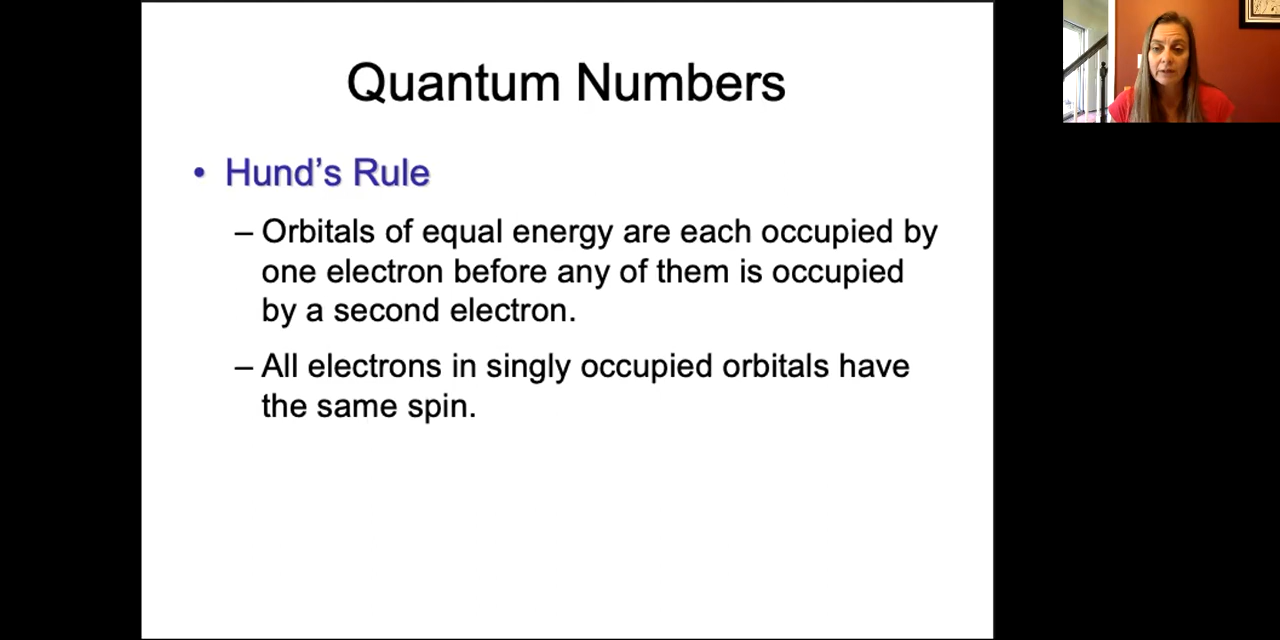 Quantum Numbers
• Hund's Rule
– Orbitals of equal energy are each occupied by
one electron before any of them is occupied
by a second electron.
– All electrons in singly occupied orbitals have
the same spin.